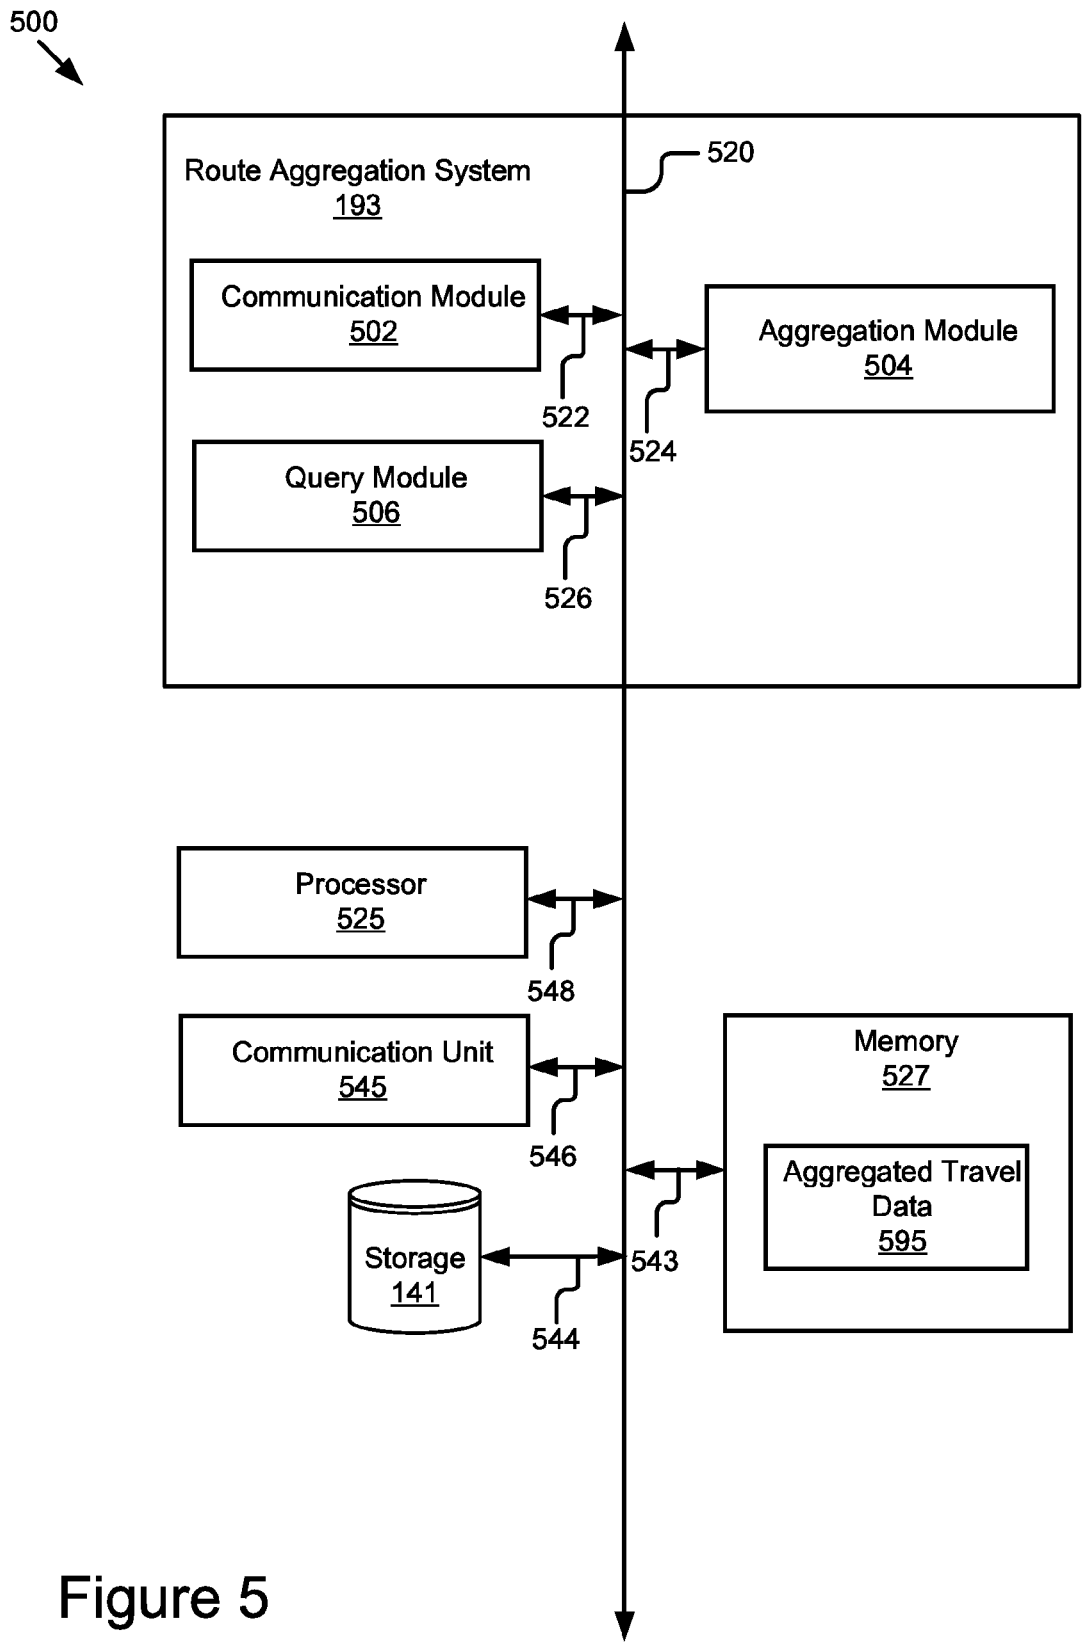 500
520
Route Aggregation System
193
Communication Module
502
Aggregation Module
504
522
524
Query Module
506
526
Processor
525
548
Communication Unit
545
546
Memory
527
Aggregated Travel
Data
595
543
Storage
141
544
Figure 5